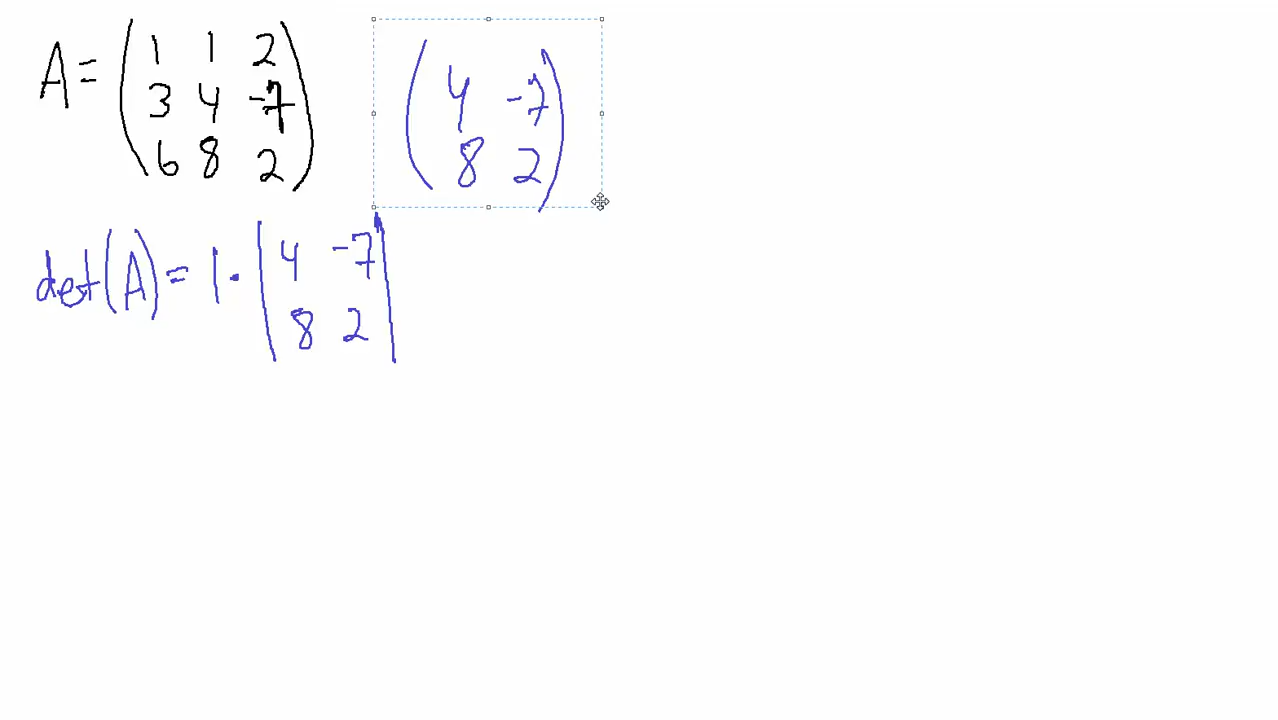 A = ( 1 1 2
3 4 -7
6 8 2 )
( 4 -7
8 2 )
det(A) = 1 · | 4 -7
8 2 |